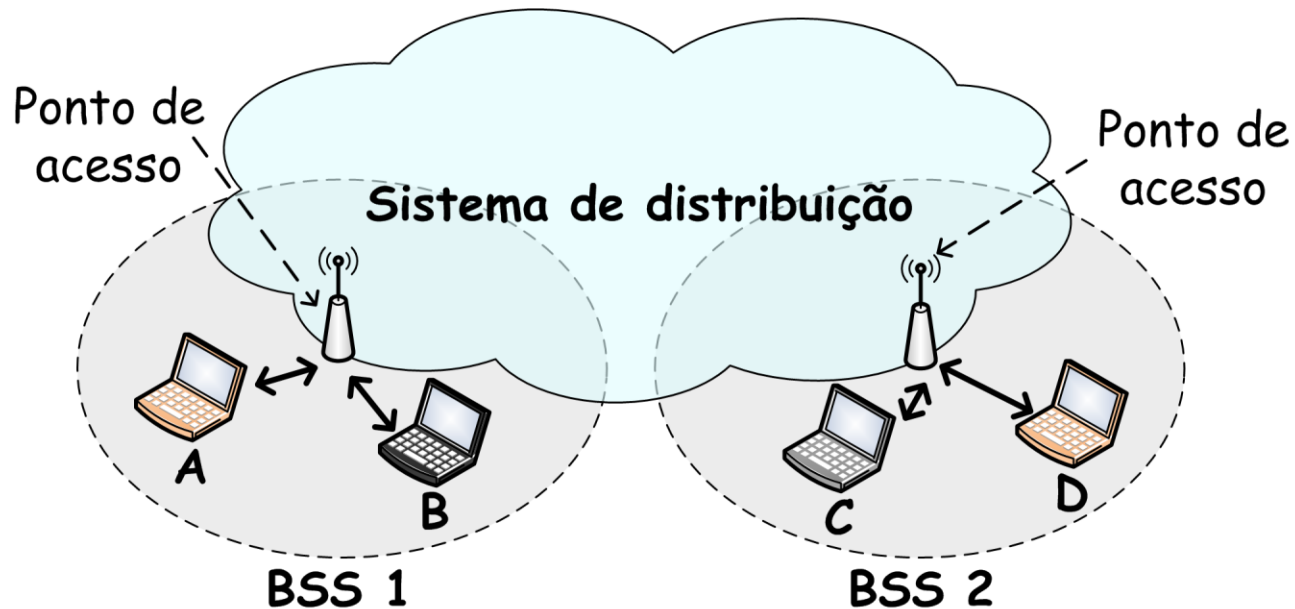 Ponto de
acesso
Ponto de
acesso
Sistema de distribuição
A
B
C
D
BSS 1
BSS 2